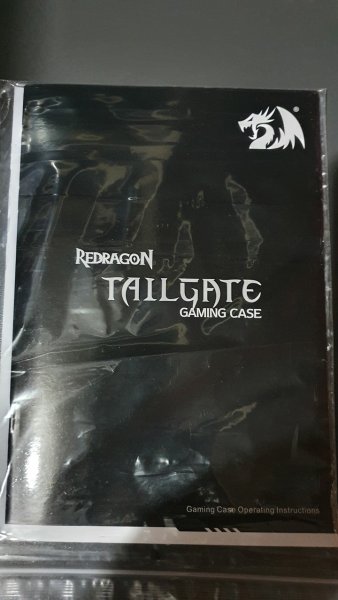 ®
REDRAGON
TAILGATE
GAMING CASE
Gaming Case Operating Instructions